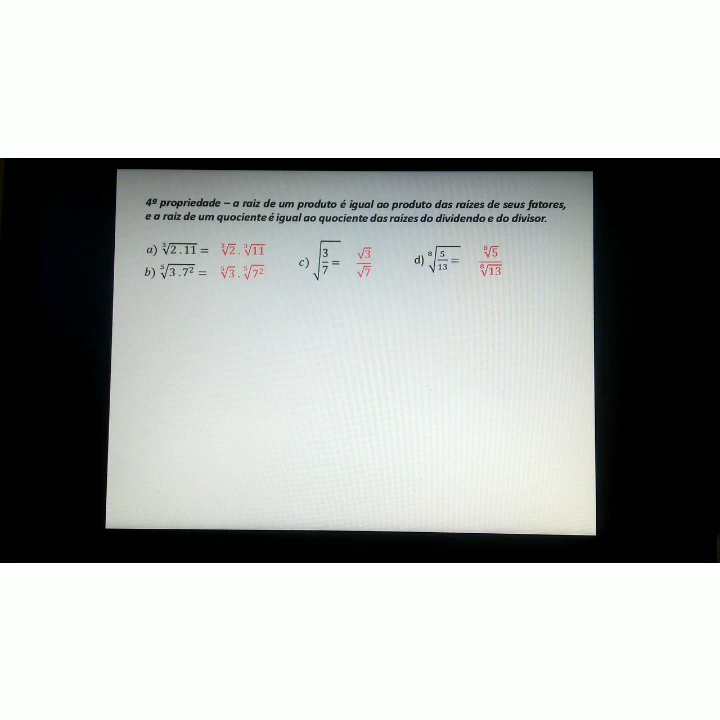 4ª propriedade – a raiz de um produto é igual ao produto das raízes de seus fatores,
e a raiz de um quociente é igual ao quociente das raízes do dividendo e do divisor.
a) ∛2 . 11 = ∛2 . ∛11
b) ⁵√3 . 7² = ⁵√3 . ⁵√7²
c) √3/7 = √3/√7
d) ⁸√5/13 = ⁸√5/⁸√13